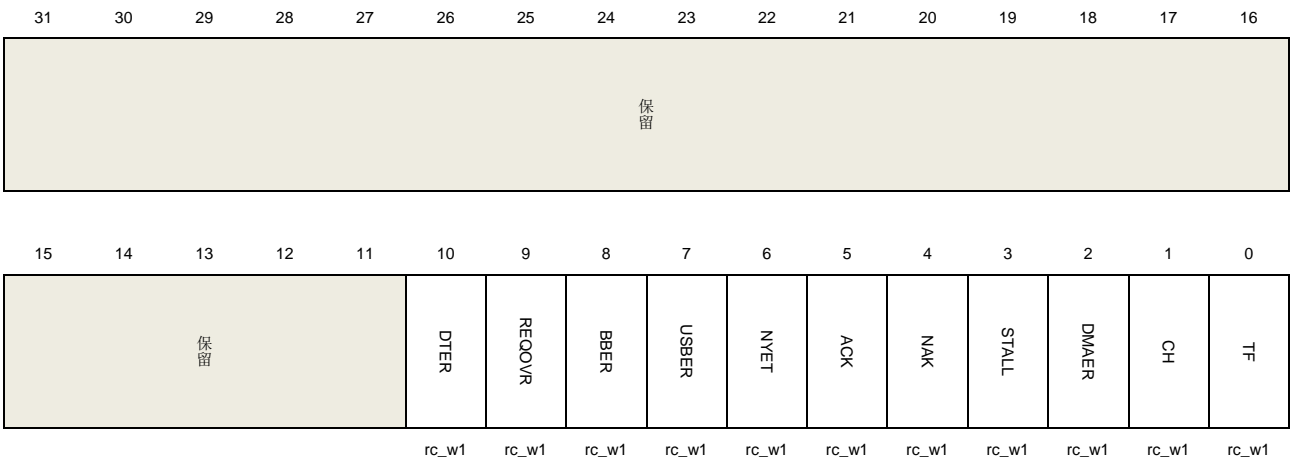 31 30 29 28 27 26 25 24 23 22 21 20 19 18 17 16
保留
15 14 13 12 11 10 9 8 7 6 5 4 3 2 1 0
保留 DTER REQOVR BBER USBER NYET ACK NAK STALL DMAER CH TF
rc_w1 rc_w1 rc_w1 rc_w1 rc_w1 rc_w1 rc_w1 rc_w1 rc_w1 rc_w1 rc_w1